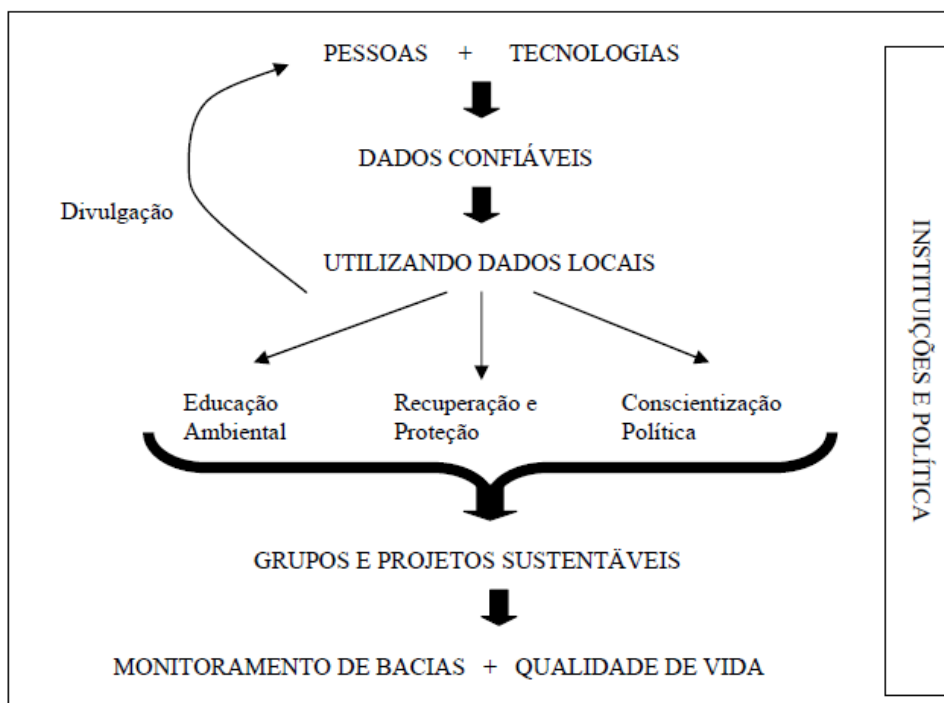 PESSOAS + TECNOLOGIAS
DADOS CONFIÁVEIS
Divulgação
UTILIZANDO DADOS LOCAIS
Educação
Ambiental
Recuperação e
Proteção
Conscientização
Política
GRUPOS E PROJETOS SUSTENTÁVEIS
MONITORAMENTO DE BACIAS + QUALIDADE DE VIDA
INSTITUIÇÕES E POLÍTICA